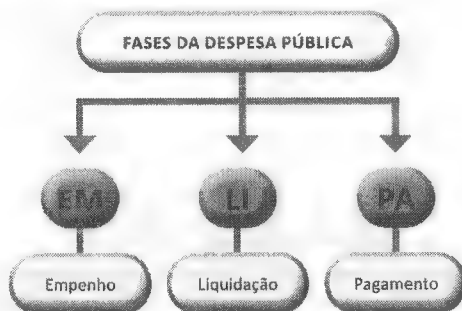 FASES DA DESPESA PÚBLICA
EM LI PA
Empenho Liquidação Pagamento